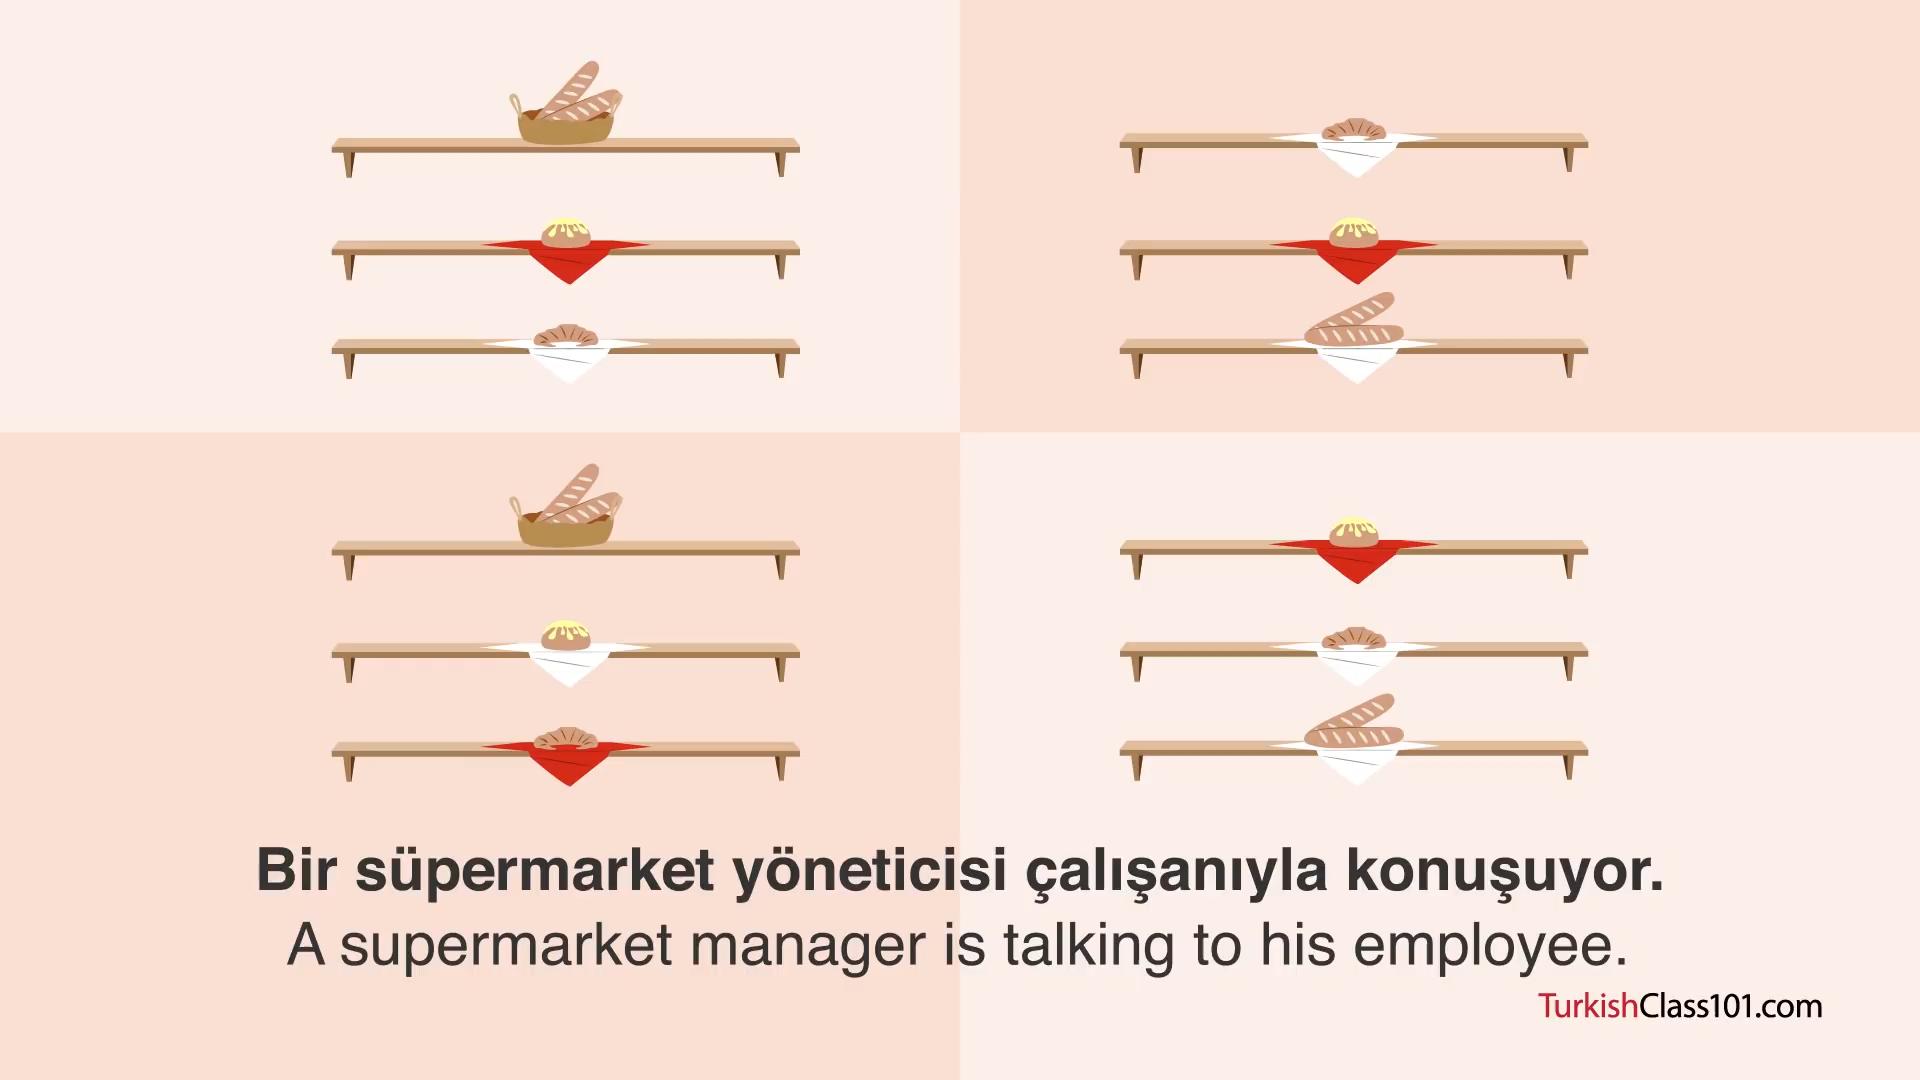 Bir süpermarket yöneticisi çalışanıyla konuşuyor.
A supermarket manager is talking to his employee.
TurkishClass101.com